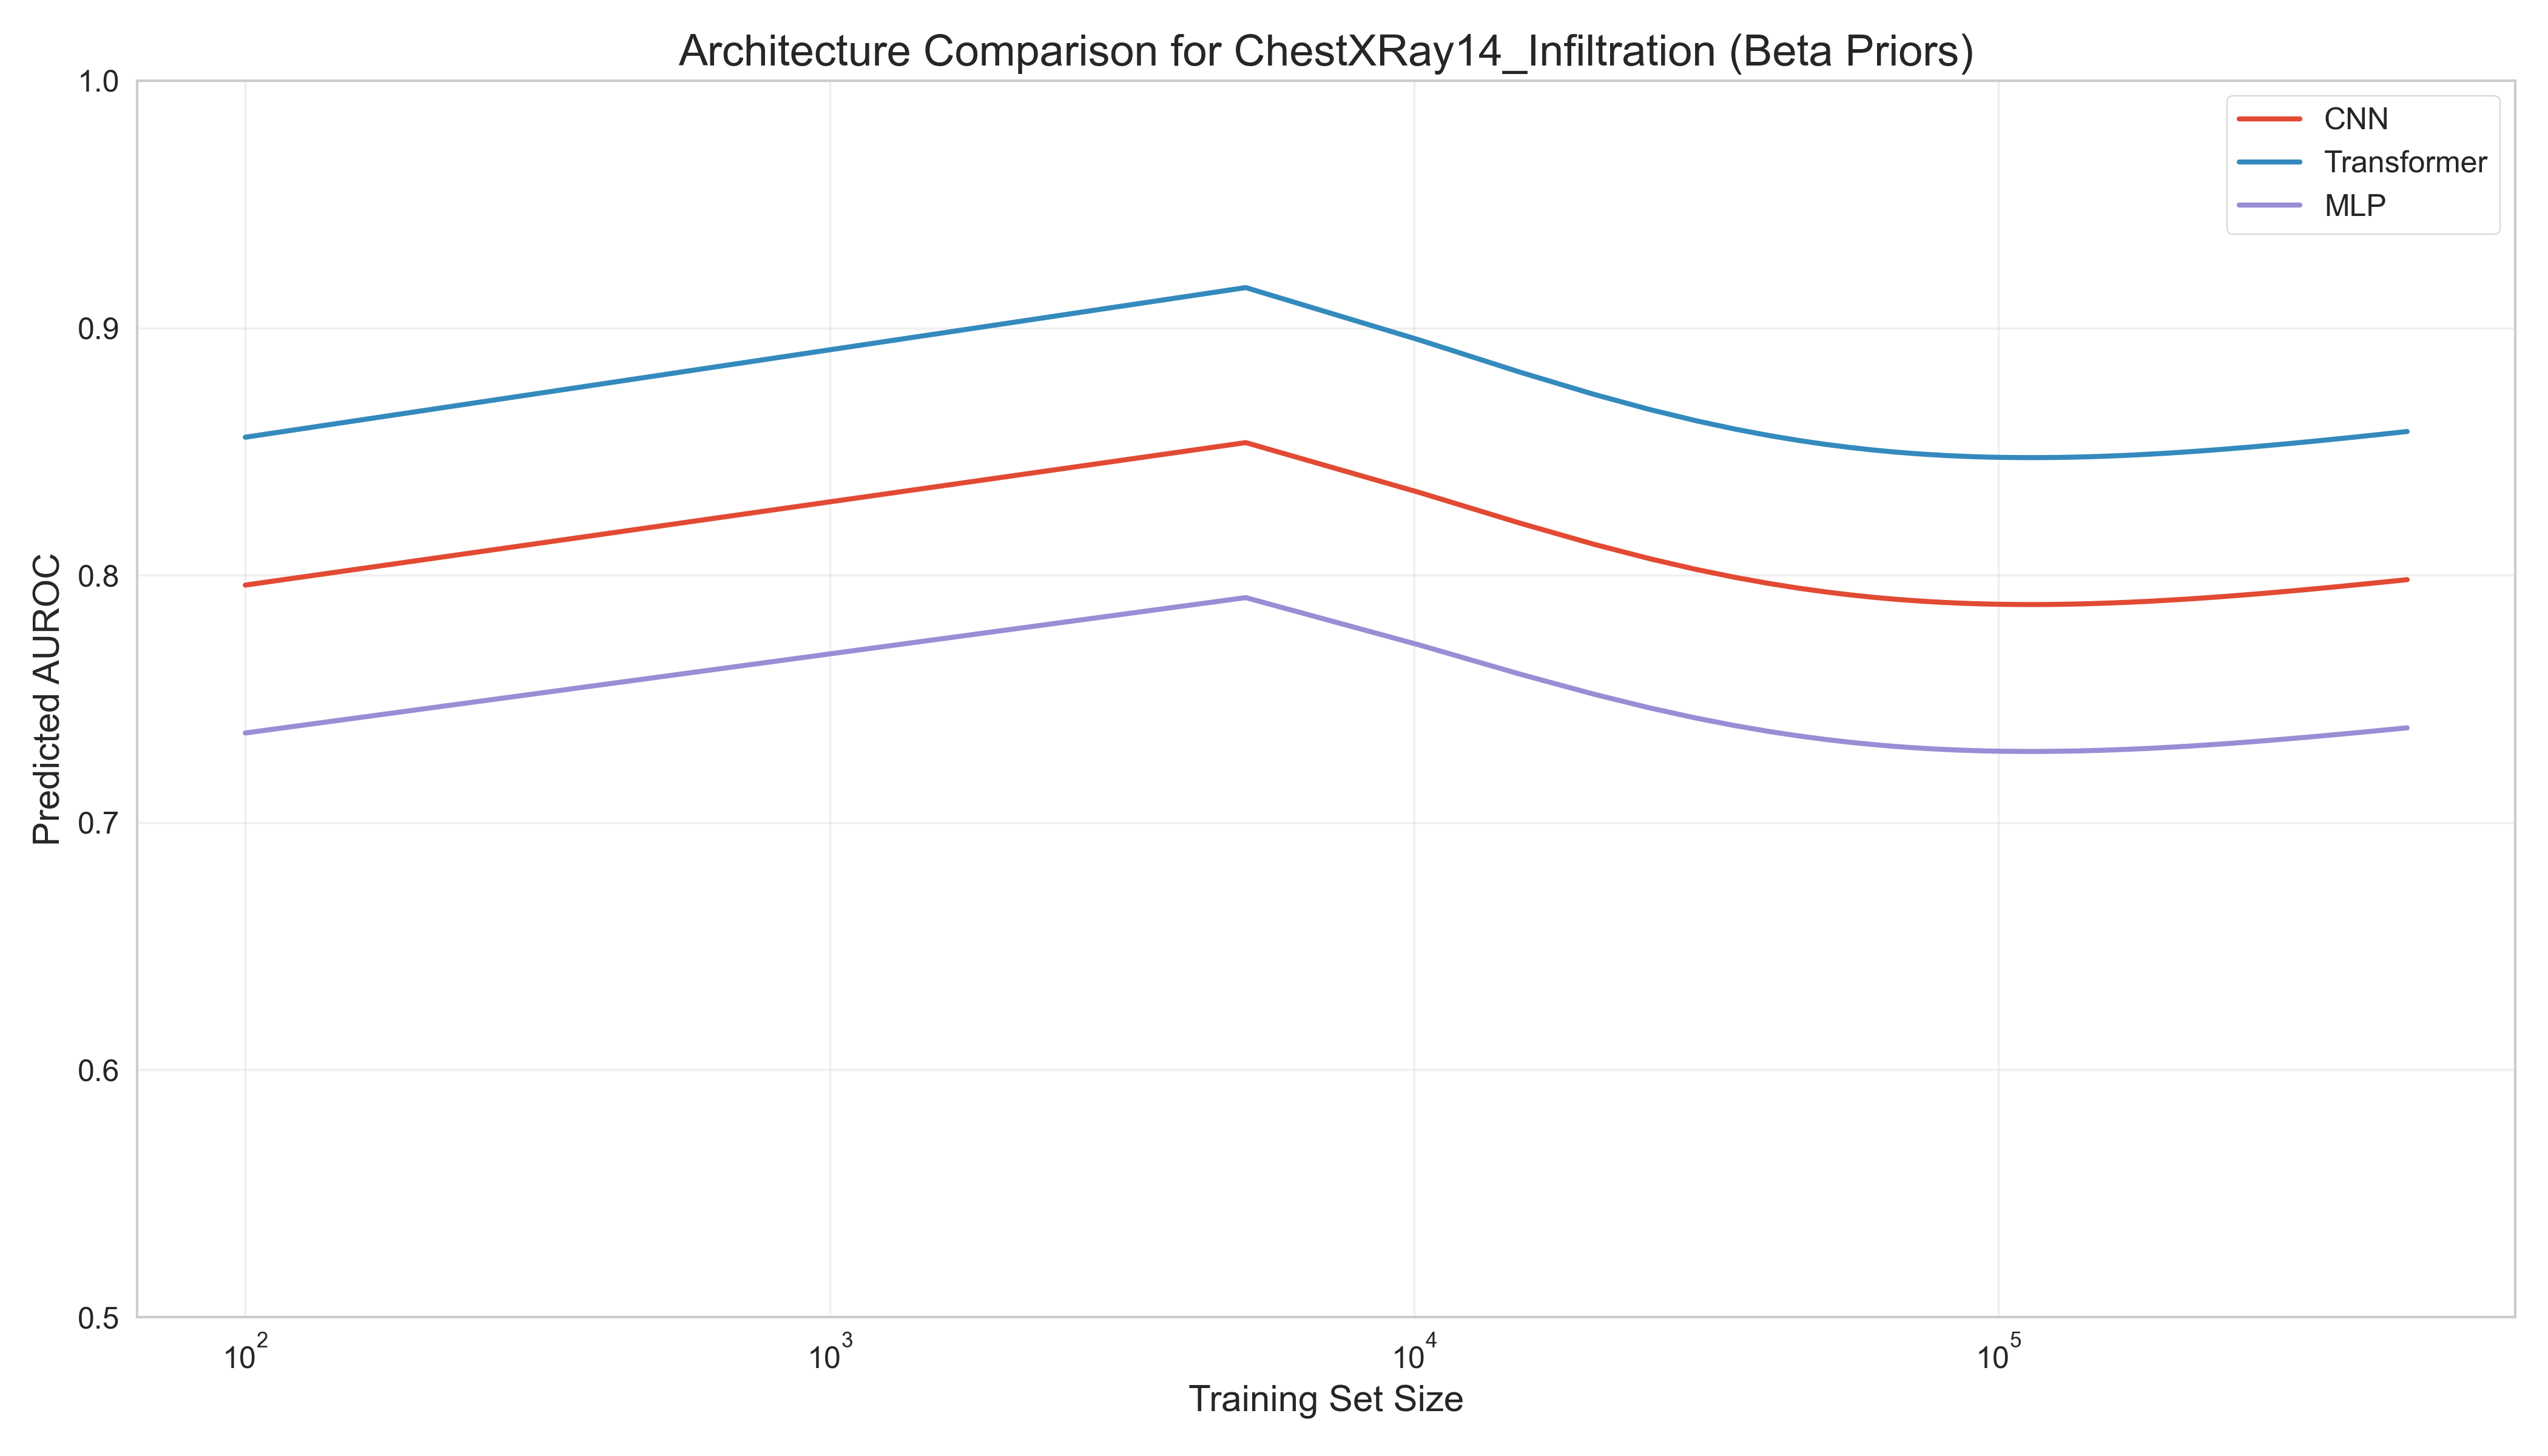 Architecture Comparison for ChestXRay14_Infiltration (Beta Priors)
CNN
Transformer
MLP
Predicted AUROC
1.0
0.9
0.8
0.7
0.6
0.5
10^2
10^3
10^4
10^5
Training Set Size